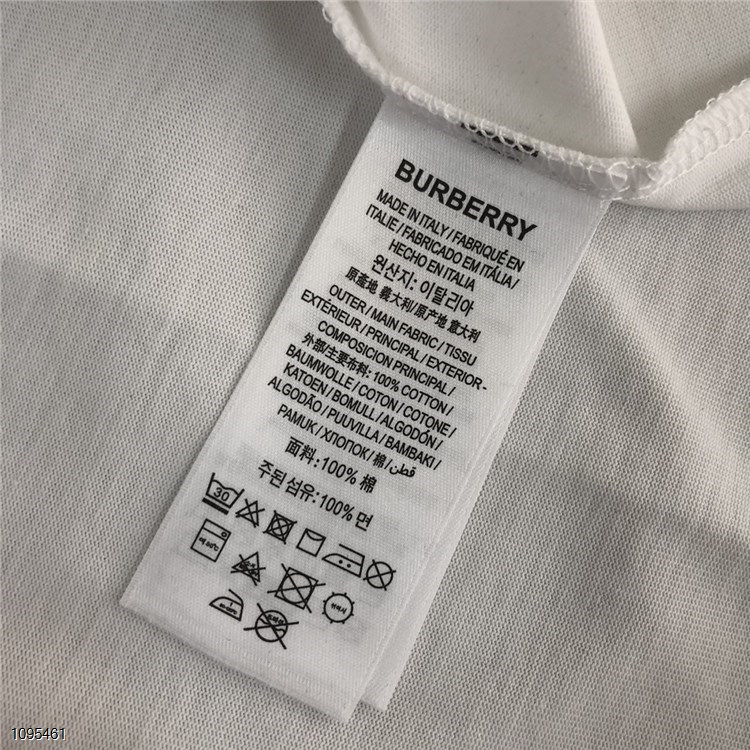 BURBERRY
MADE IN ITALY / FABRIQUÉ EN
ITALIE / FABRICADO EM ITÁLIA /
HECHO EN ITALIA
원산지: 이탈리아
原產地 義大利/原产地 意大利
OUTER / MAIN FABRIC / TISSU
EXTÉRIEUR / PRINCIPAL / EXTERIOR-
COMPOSICION PRINCIPAL /
外部/主要布料: 100% COTTON /
BAUMWOLLE / COTON / COTONE /
KATOEN / BOMULL / ALGODÓN /
ALGODÃO / PUUVILLA / BAMBAKI /
PAMUK / ХЛОПОК / 棉 / قطن
面料: 100% 棉
주된 섬유: 100% 면
30
1095461